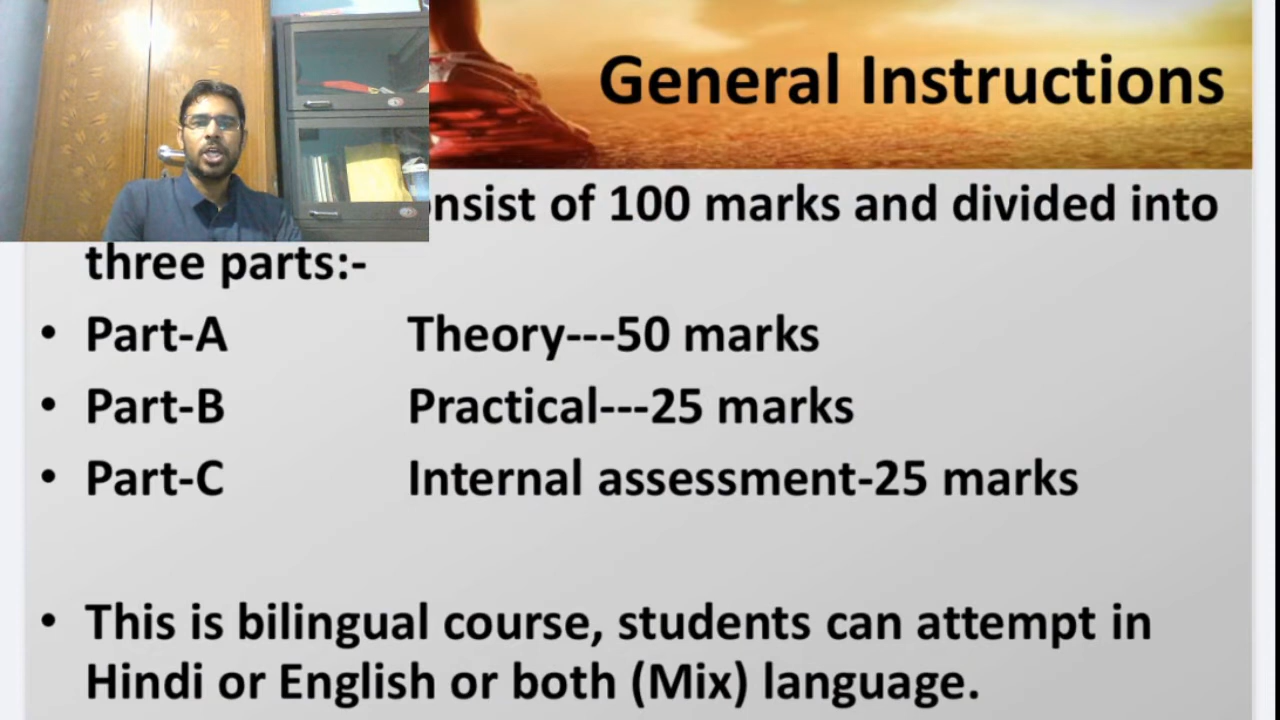 General Instructions
nsist of 100 marks and divided into
three parts:-
• Part-A Theory---50 marks
• Part-B Practical---25 marks
• Part-C Internal assessment-25 marks
• This is bilingual course, students can attempt in
Hindi or English or both (Mix) language.